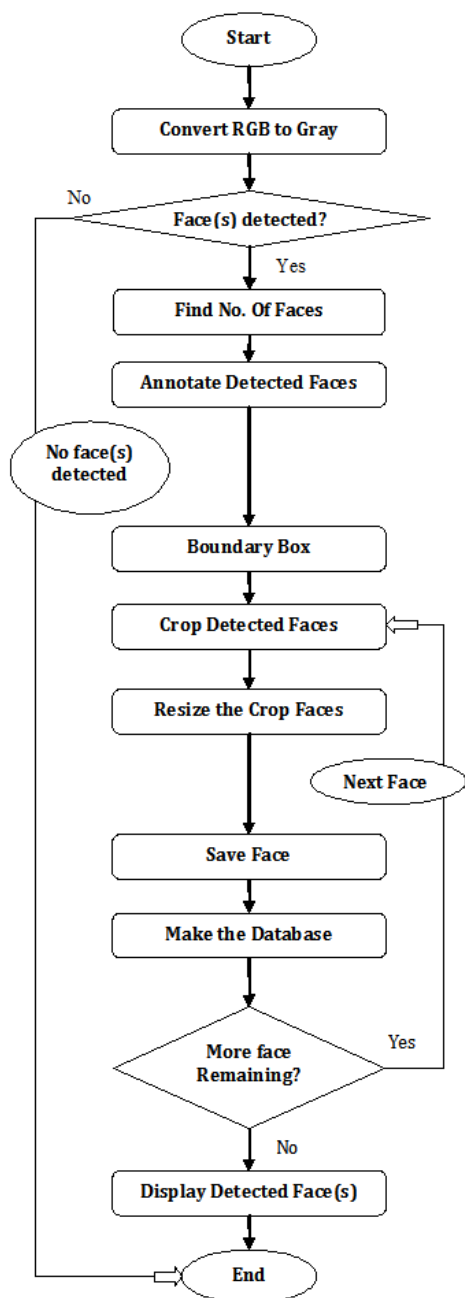 Start
Convert RGB to Gray
No
Face(s) detected?
Yes
Find No. Of Faces
Annotate Detected Faces
No face(s)
detected
Boundary Box
Crop Detected Faces
Resize the Crop Faces
Next Face
Save Face
Make the Database
More face
Remaining?
Yes
No
Display Detected Face(s)
End